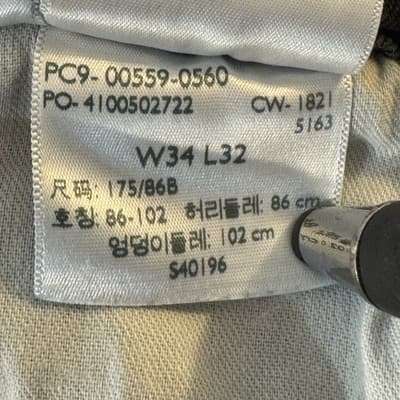 PC9- 00559-0560
PO-4100502722 CW- 1821
5163
W34 L32
尺码: 175/86B
호칭: 86-102 허리둘레: 86 cm
엉덩이둘레: 102 cm
S40196